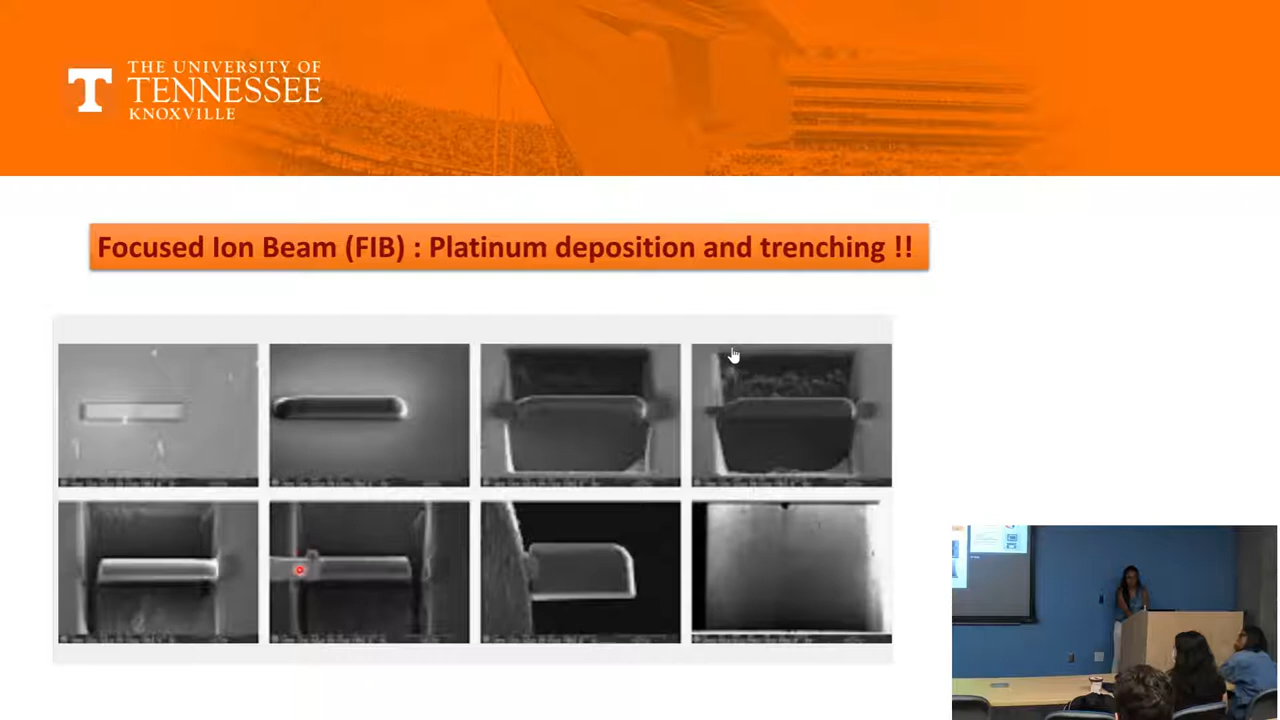 T
THE UNIVERSITY OF
TENNESSEE
KNOXVILLE
Focused Ion Beam (FIB) : Platinum deposition and trenching !!